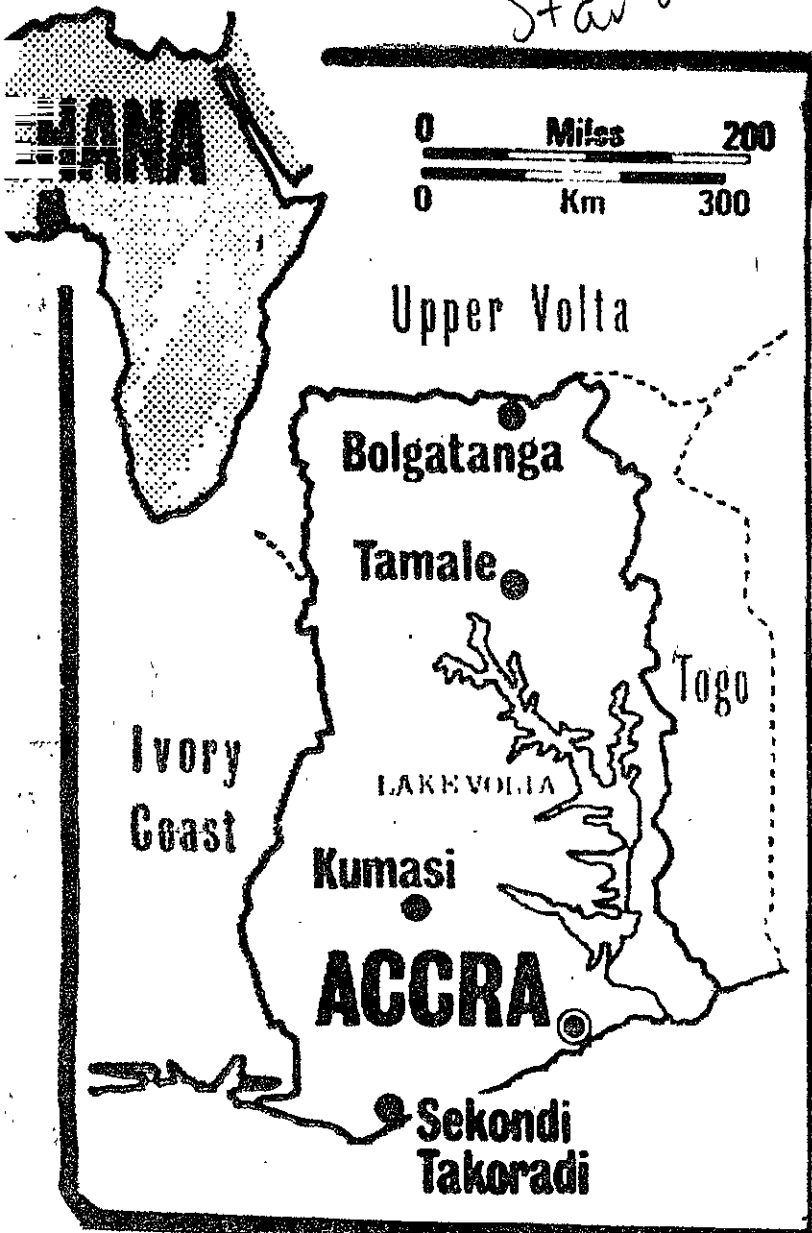 0 Miles 200
0 Km 300
Upper Volta
Bolgatanga
Tamale
Togo
LAKE VOLTA
Ivory
Coast
Kumasi
ACCRA
Sekondi
Takoradi